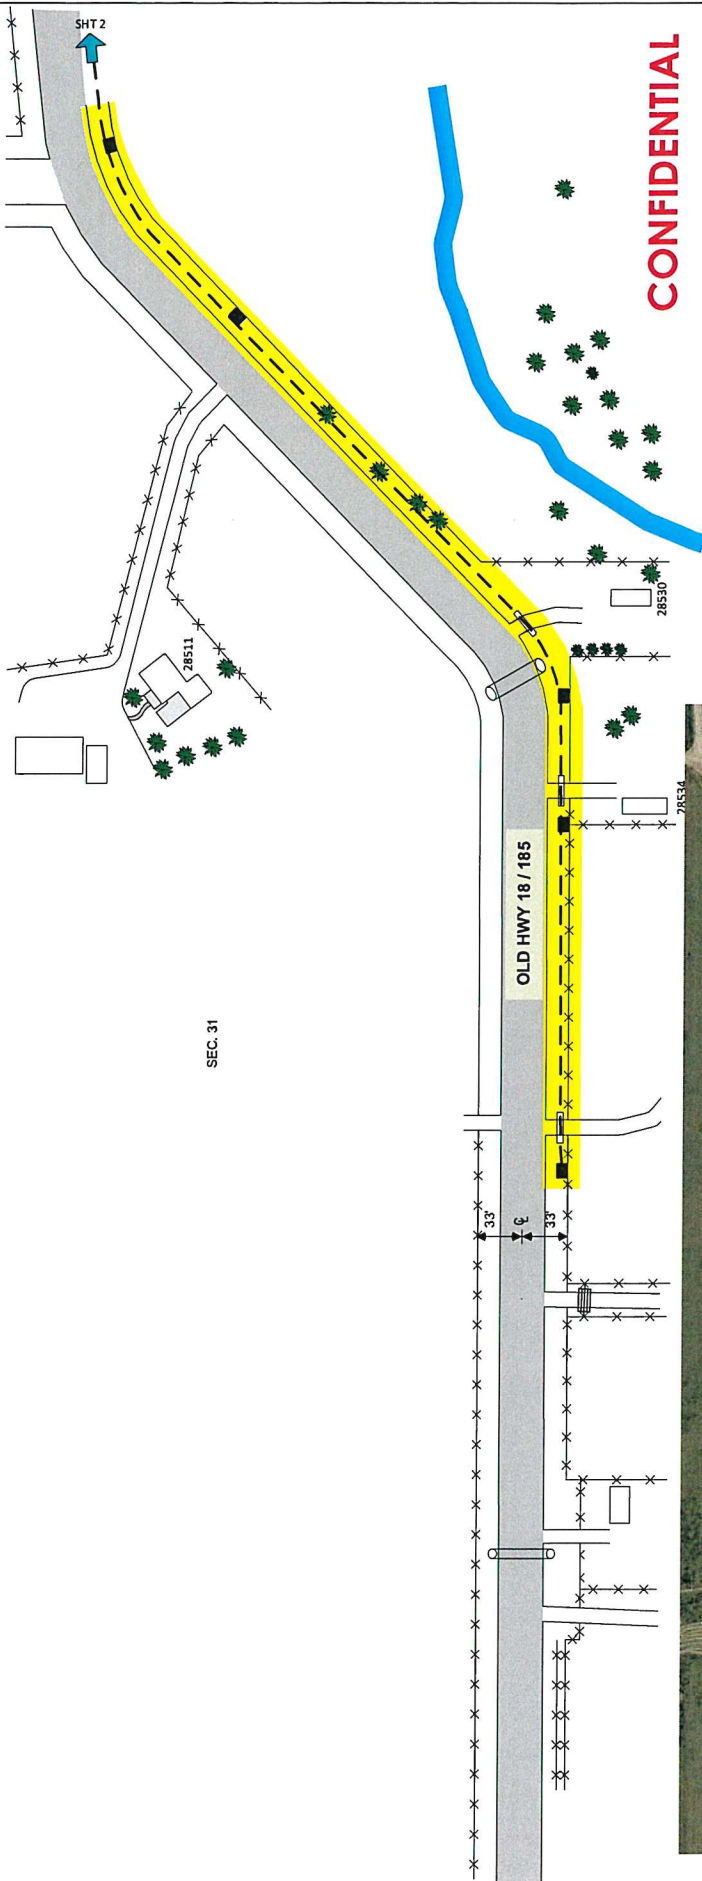 SHT 2
CONFIDENTIAL
28511
28530
28534
OLD HWY 18 / 185
SEC. 31
33'
℄
33'